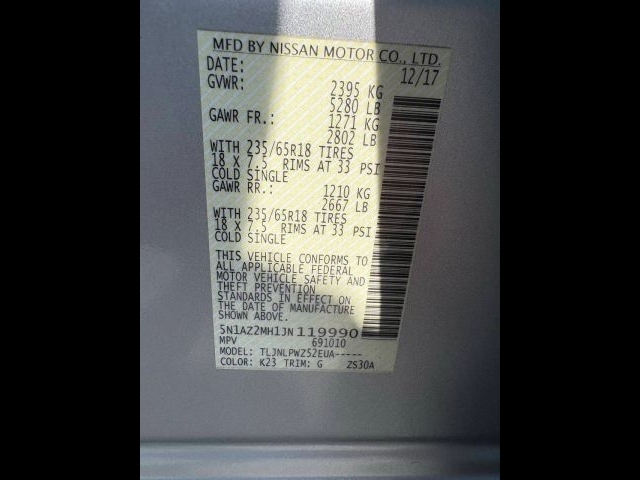 MFD BY NISSAN MOTOR CO., LTD.
DATE: 12/17
GVWR: 2395 KG
5280 LB
GAWR FR.: 1271 KG
2802 LB
WITH 235/65R18 TIRES
18 X 7.5 RIMS AT 33 PSI
COLD SINGLE
GAWR RR.: 1210 KG
2667 LB
WITH 235/65R18 TIRES
18 X 7.5 RIMS AT 33 PSI
COLD SINGLE
THIS VEHICLE CONFORMS TO
ALL APPLICABLE FEDERAL
MOTOR VEHICLE SAFETY AND
THEFT PREVENTION
STANDARDS IN EFFECT ON
THE DATE OF MANUFACTURE
SHOWN ABOVE.
5N1AZ2MH1JN119990
MPV 691010
MODEL: TLJNLPWZ52EUA-----
COLOR: K23 TRIM: G ZS30A